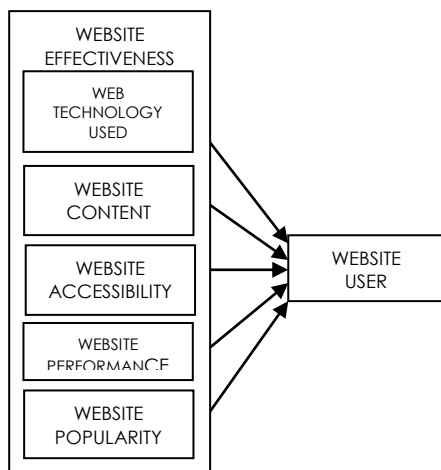 WEBSITE
EFFECTIVENESS
WEB
TECHNOLOGY
USED
WEBSITE
CONTENT
WEBSITE
ACCESSIBILITY
WEBSITE
PERFORMANCE
WEBSITE
POPULARITY
WEBSITE
USER